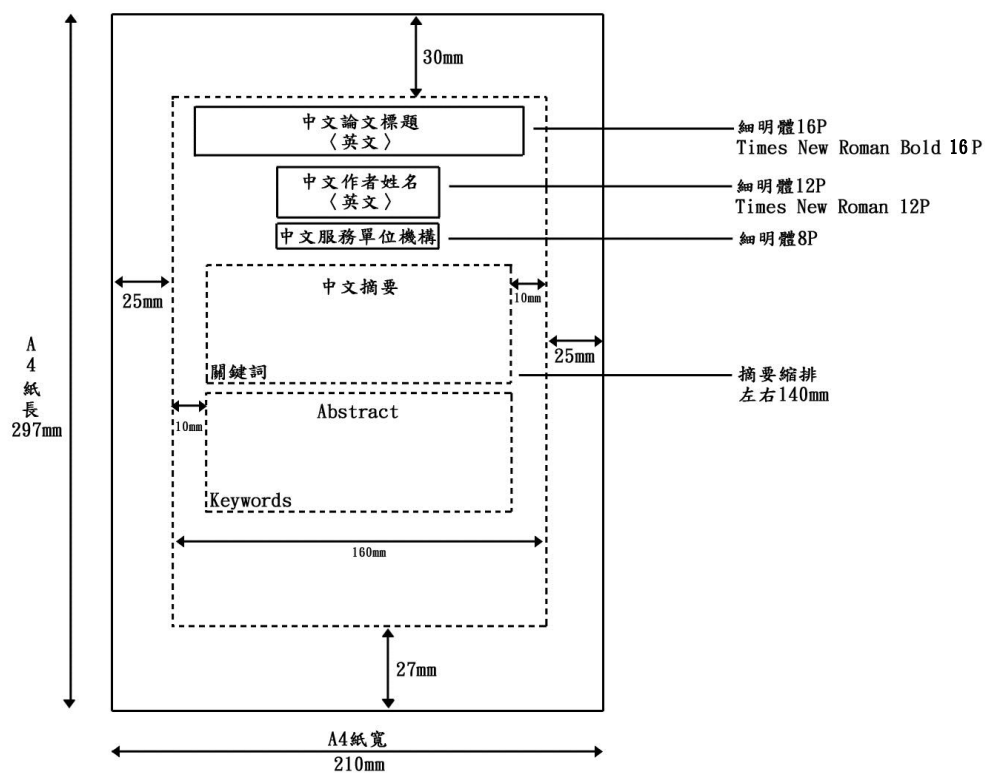 30mm
中文論文標題
〈英文〉
細明體16P
Times New Roman Bold 16P
中文作者姓名
〈英文〉
細明體12P
Times New Roman 12P
中文服務單位機構
細明體8P
中文摘要
25mm
10mm
A
4
紙
長
297mm
25mm
關鍵詞
摘要縮排
左右140mm
Abstract
10mm
Keywords
160mm
27mm
A4紙寬
210mm